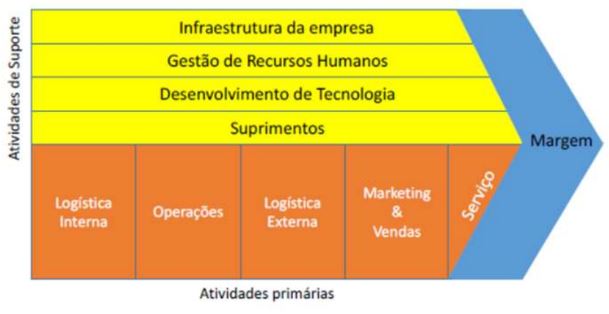 Atividades de Suporte
Infraestrutura da empresa
Gestão de Recursos Humanos
Desenvolvimento de Tecnologia
Suprimentos
Margem
Logística
Interna
Operações
Logística
Externa
Marketing
&
Vendas
Serviço
Atividades primárias